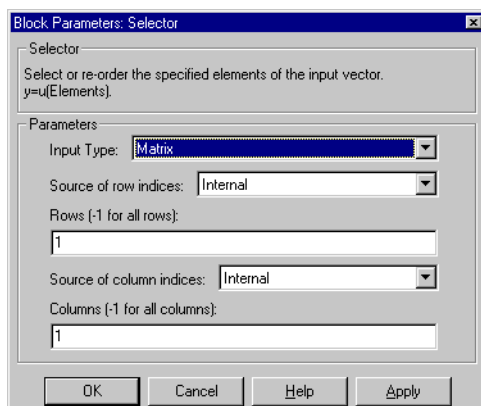 Block Parameters: Selector
Selector
Select or re-order the specified elements of the input vector.
y=u(Elements).
Parameters
Input Type: Matrix
Source of row indices: Internal
Rows (-1 for all rows):
1
Source of column indices: Internal
Columns (-1 for all columns):
1
OK Cancel Help Apply